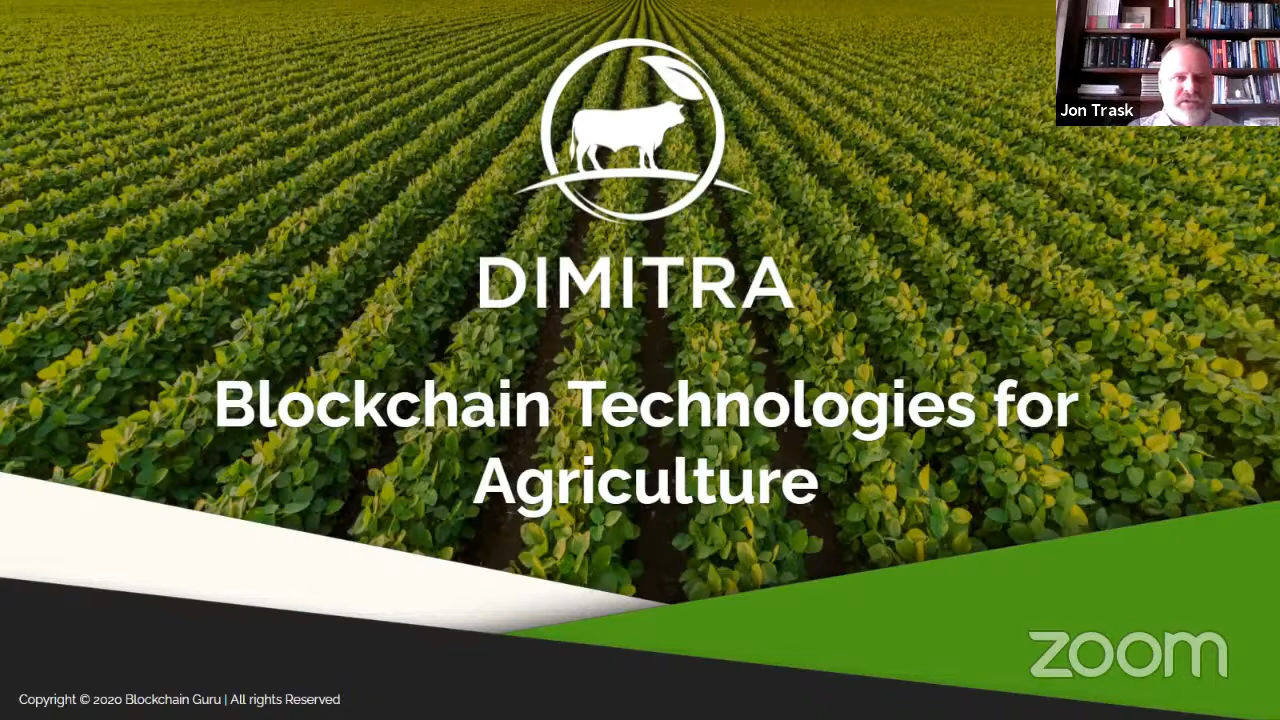 Jon Trask
DIMITRA
Blockchain Technologies for
Agriculture
zoom
Copyright © 2020 Blockchain Guru | All rights Reserved